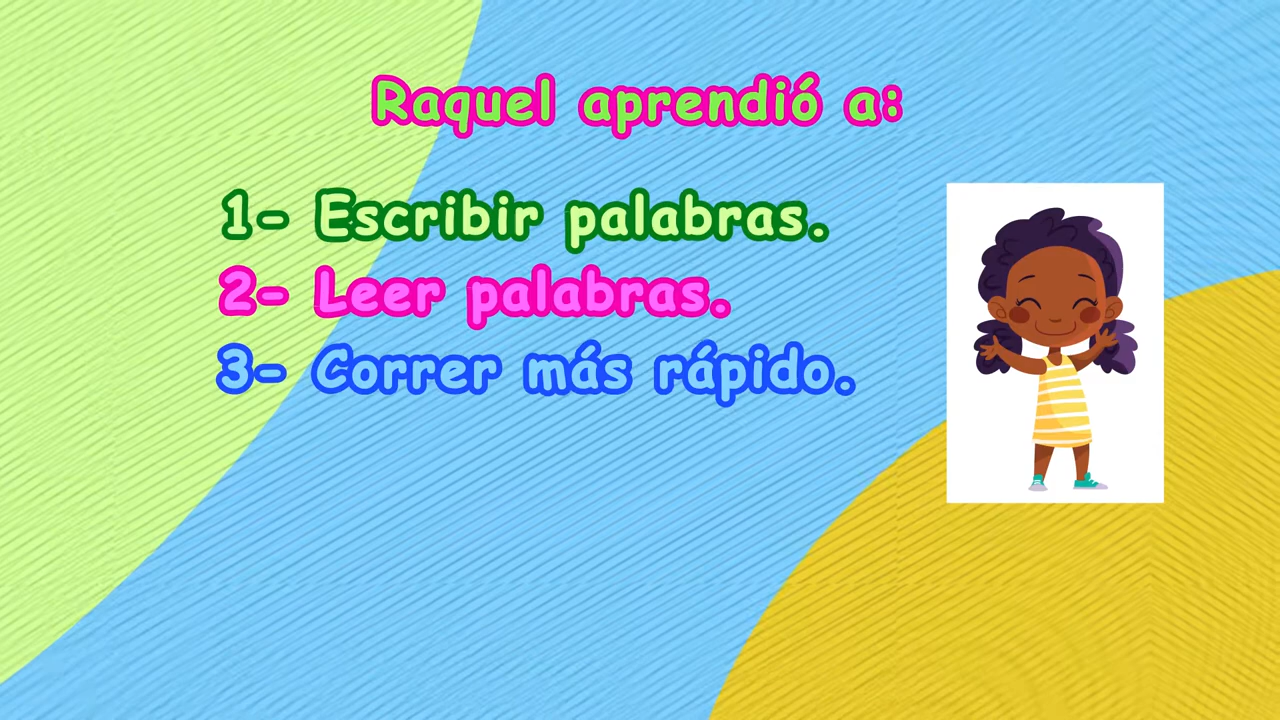 Raquel aprendió a:
1- Escribir palabras.
2- Leer palabras.
3- Correr más rápido.